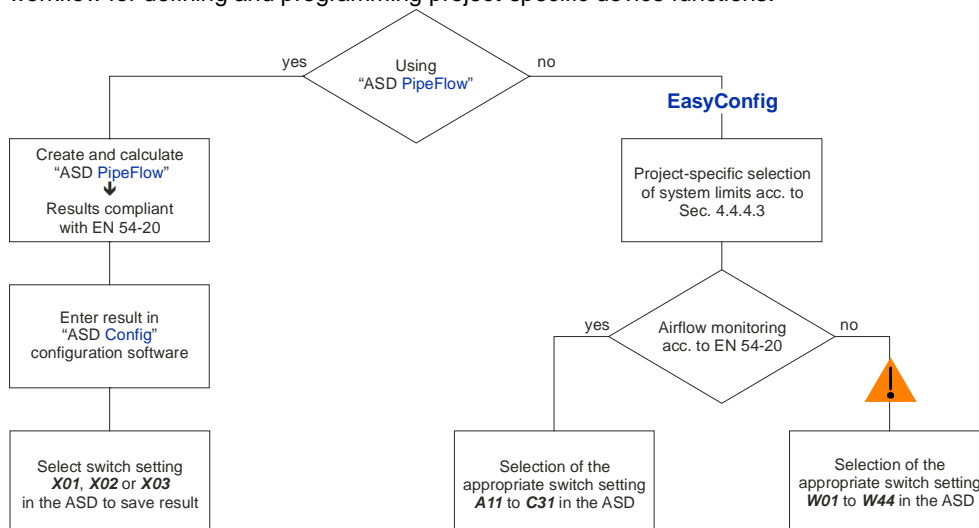 workflow for defining and programming project-specific device functions.
yes
Using
"ASD PipeFlow"
no
EasyConfig
Create and calculate
"ASD PipeFlow"
🡻
Results compliant
with EN 54-20
Project-specific selection
of system limits acc. to
Sec. 4.4.4.3
Enter result in
"ASD Config"
configuration software
yes
Airflow monitoring
acc. to EN 54-20
no
!
Select switch setting
X01, X02 or X03
in the ASD to save result
Selection of the
appropriate switch setting
A11 to C31 in the ASD
Selection of the
appropriate switch setting
W01 to W44 in the ASD